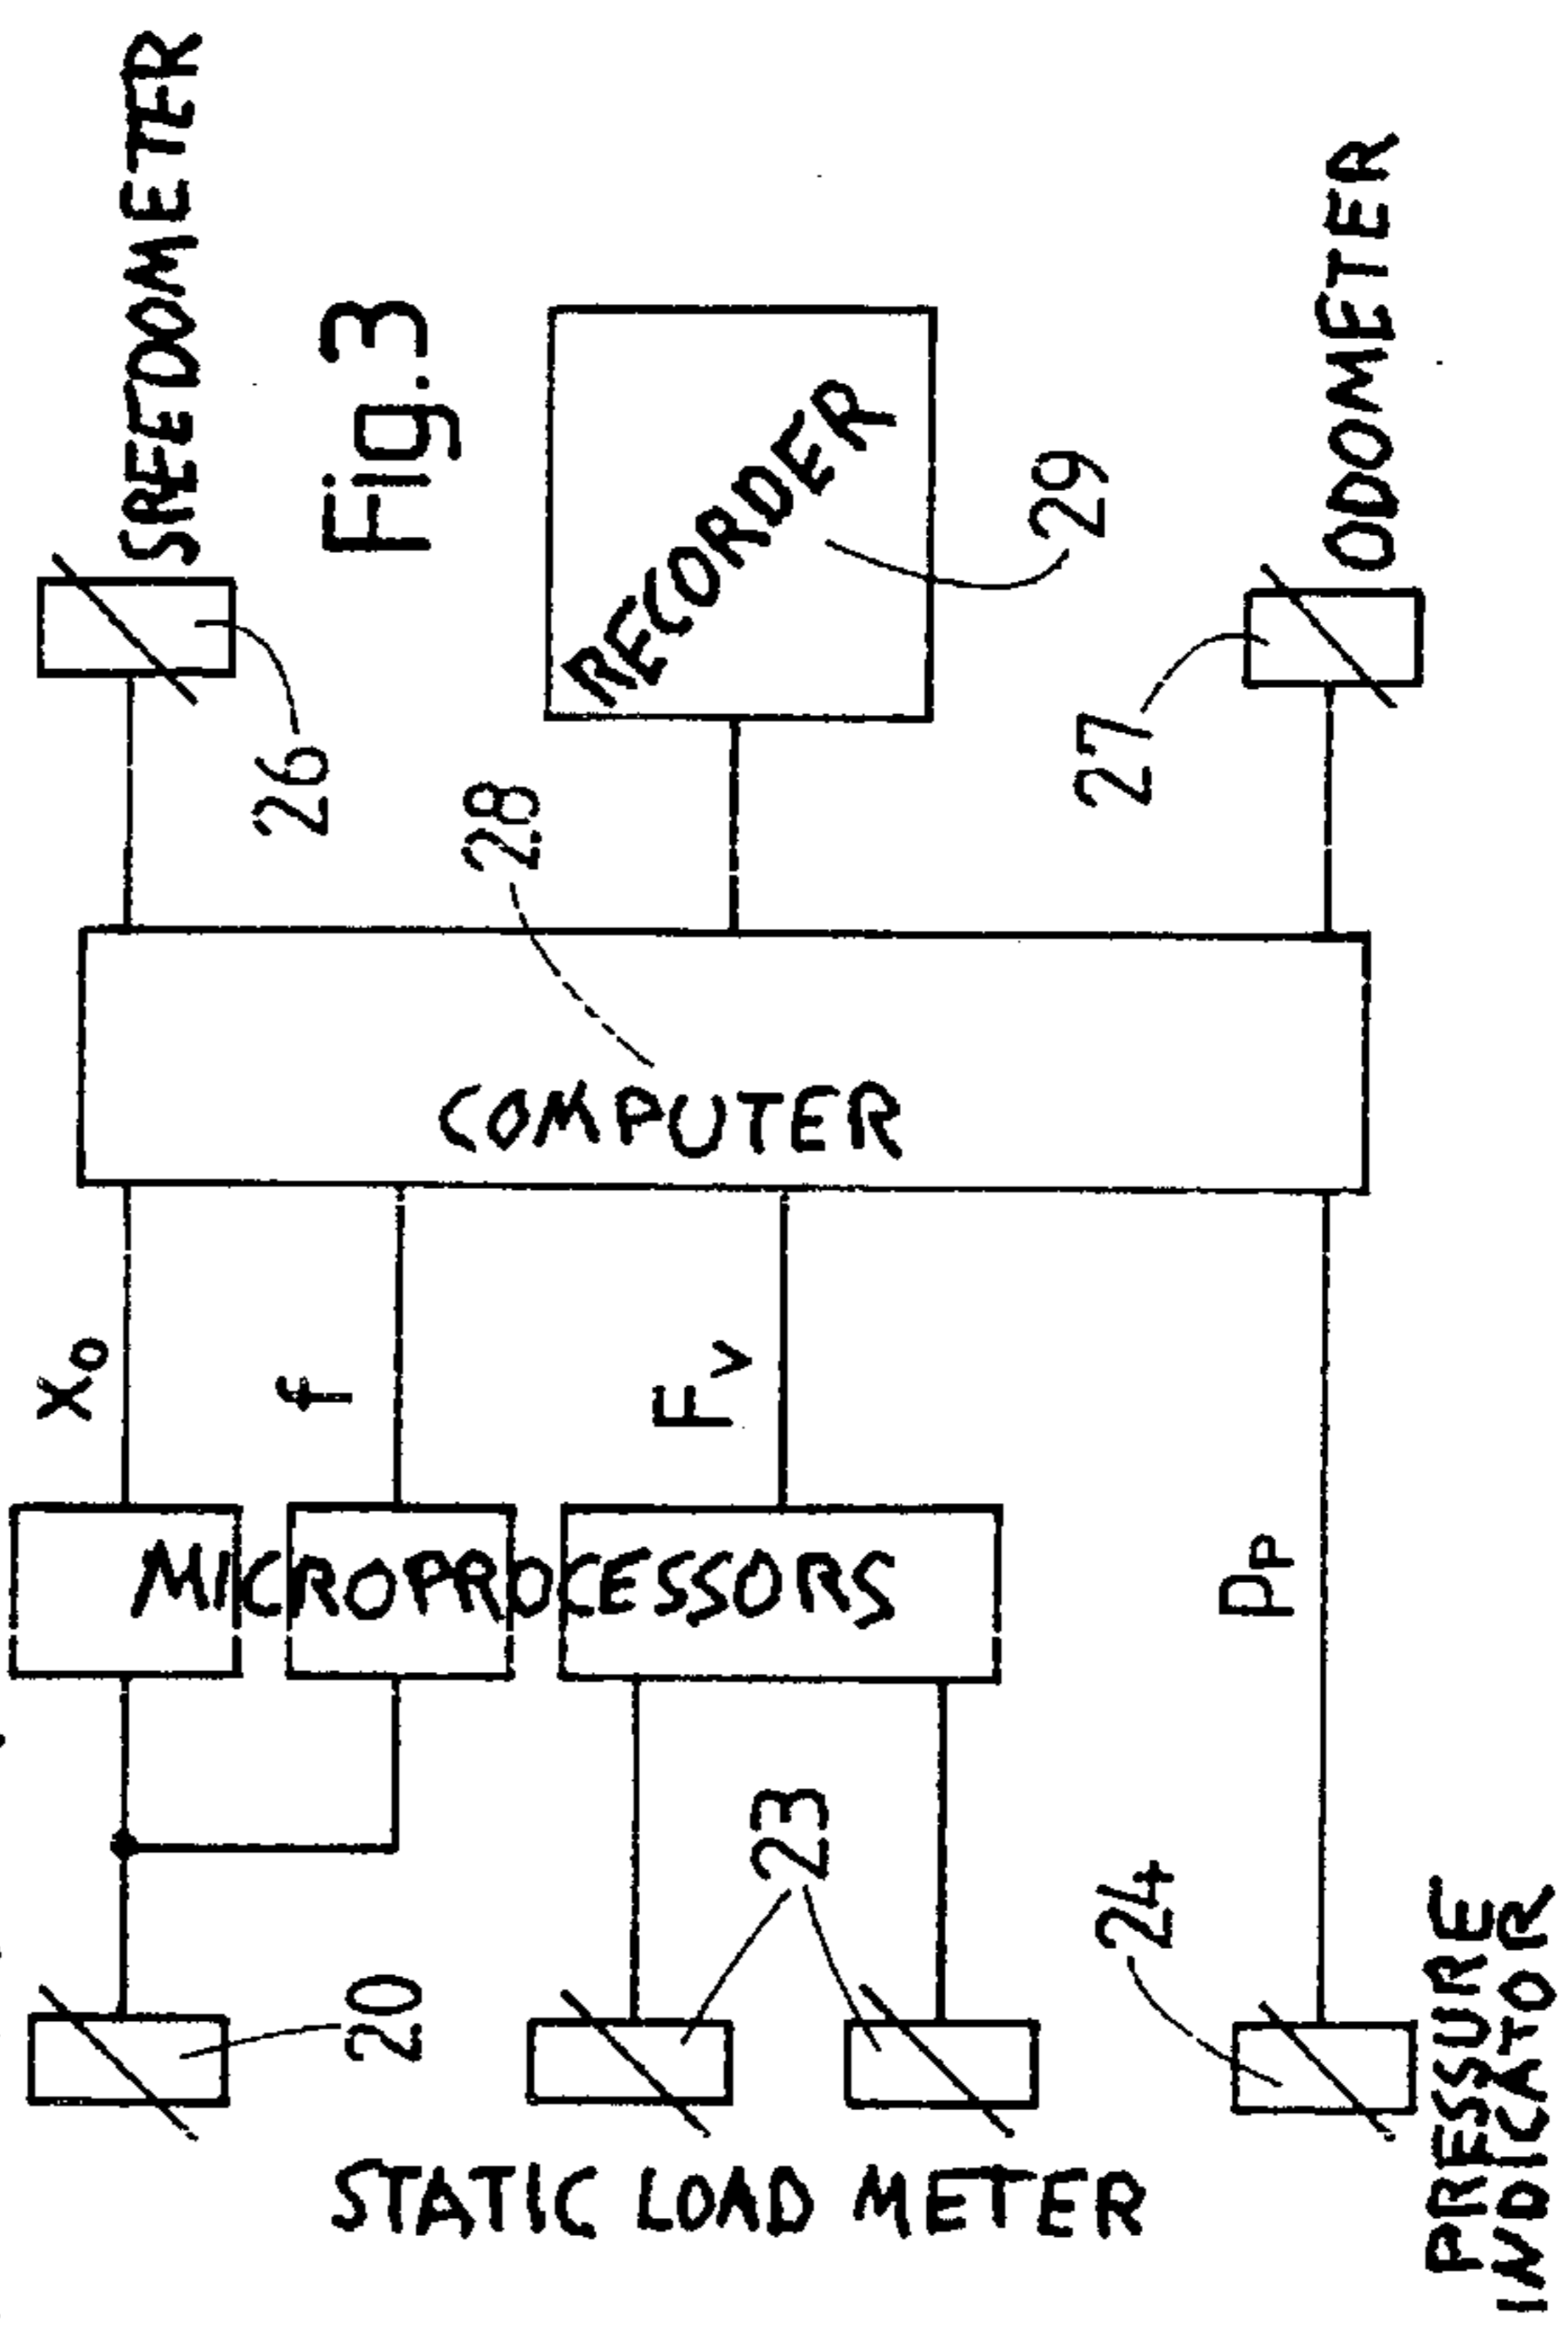 SPEEDOMETER
Fig.3
RECORDER
29
ODOMETER
26
28
27
COMPUTER
x₀
f
Fᵥ
MICROPROCESSORS
pₚ
20
23
24
STATIC LOAD METER
PRESSURE
INDICATOR